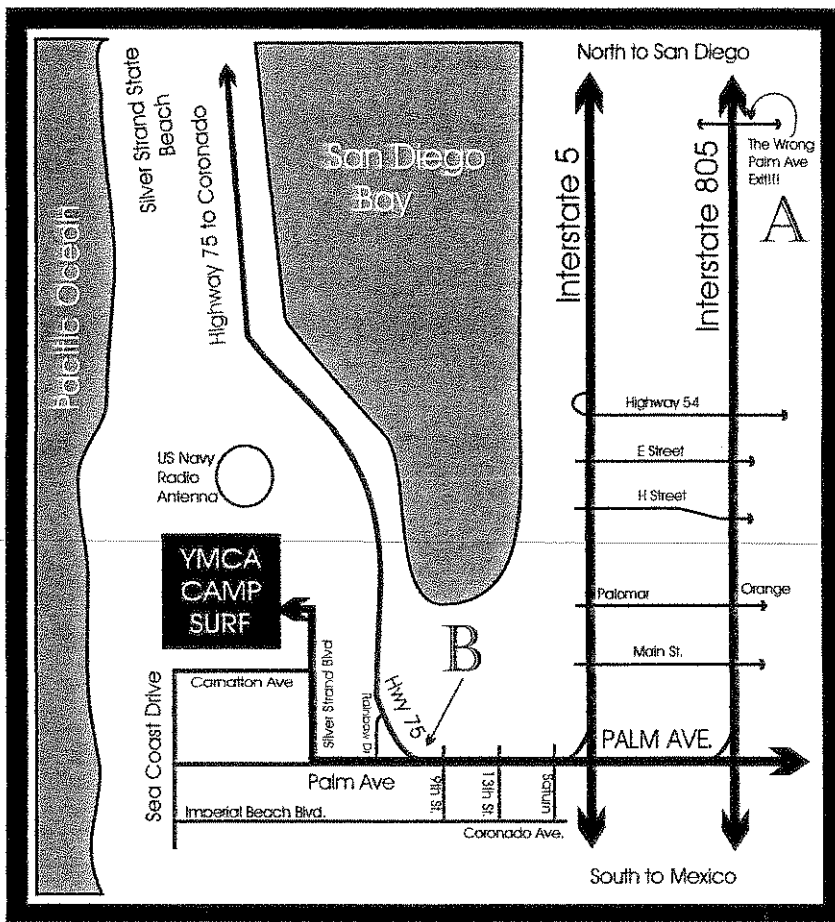 North to San Diego
Silver Strand State
Beach
Highway 75 to Coronado
San Diego
Bay
Pacific Ocean
Interstate 5
Interstate 805
The Wrong
Palm Ave
Exit!!!
A
Highway 54
E Street
H Street
US Navy
Radio
Antenna
YMCA
CAMP
SURF
Palomar
Orange
Main St.
B
Carnation Ave
Silver Strand Blvd
Rainbow Dr
Hwy 75
PALM AVE.
Sea Coast Drive
Palm Ave
9th St.
13th St.
Saturn
Imperial Beach Blvd.
Coronado Ave.
South to Mexico